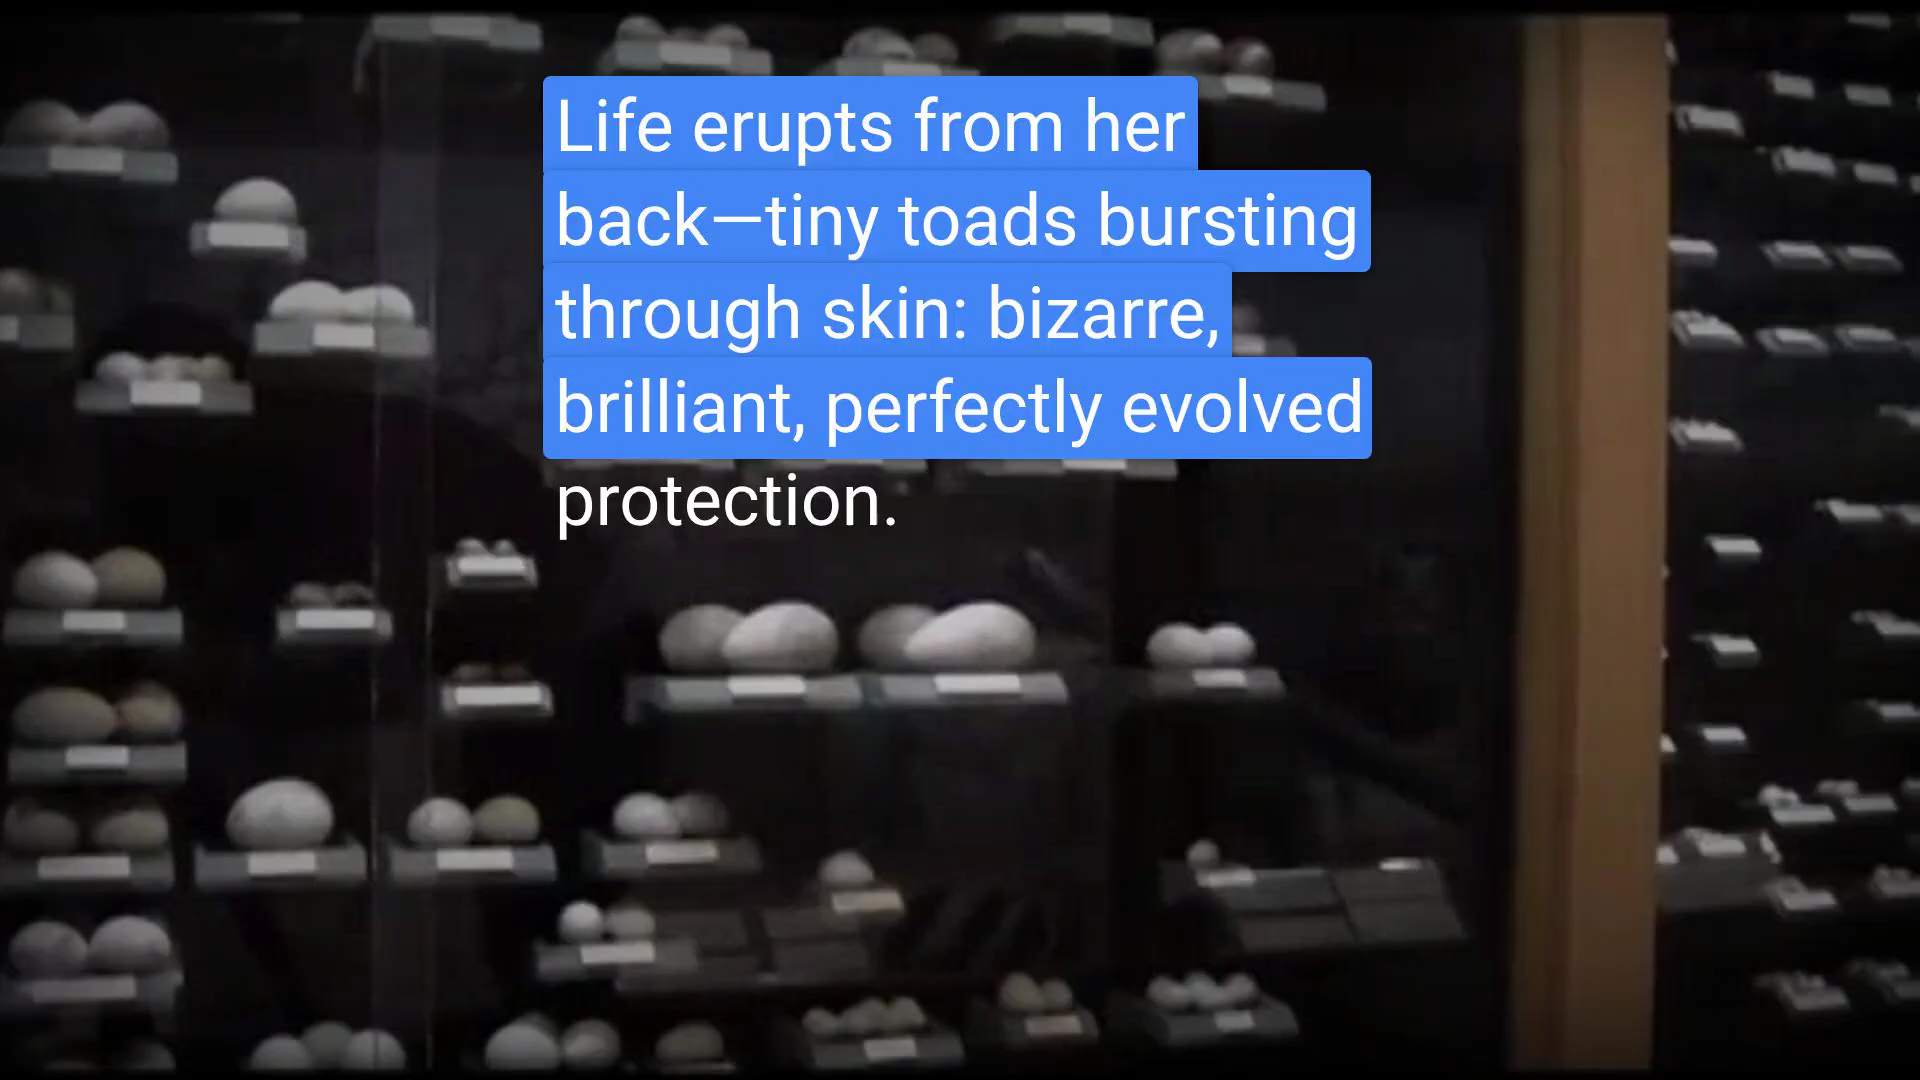 Life erupts from her
back—tiny toads bursting
through skin: bizarre,
brilliant, perfectly evolved
protection.